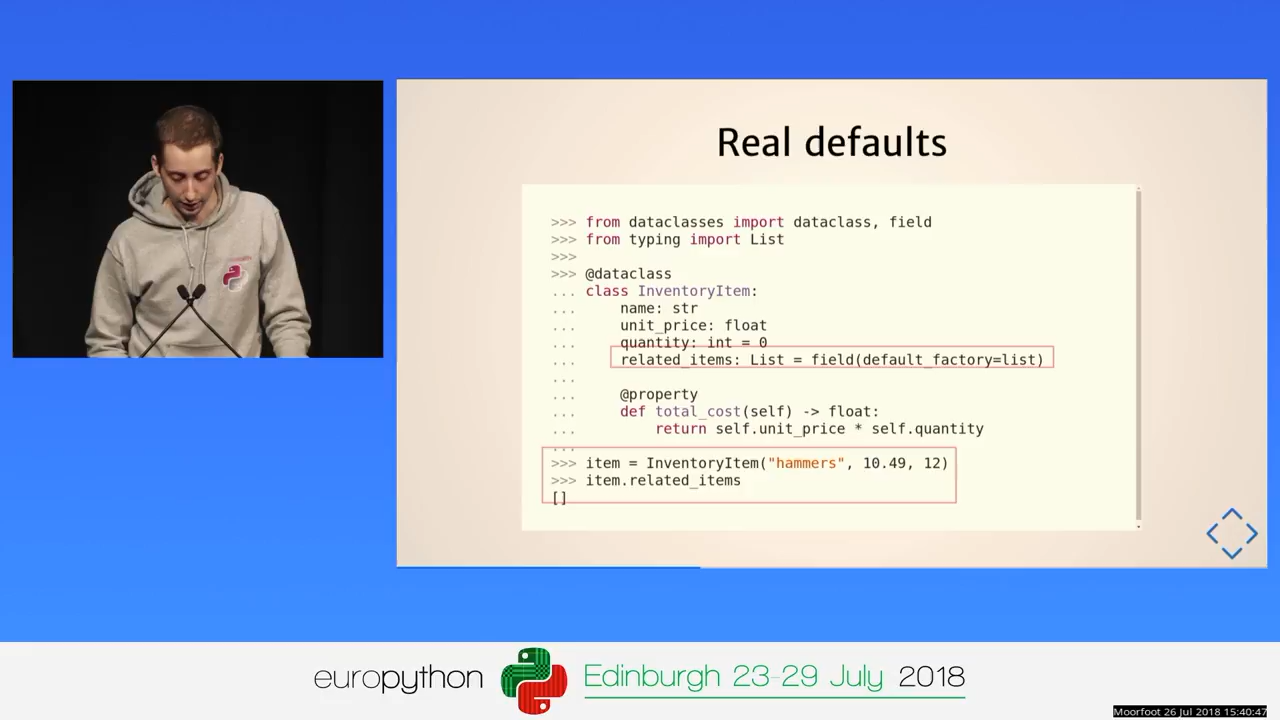 Real defaults
>>> from dataclasses import dataclass, field
>>> from typing import List
>>>
>>> @dataclass
... class InventoryItem:
...     name: str
...     unit_price: float
...     quantity: int = 0
...     related_items: List = field(default_factory=list)
...
...     @property
...     def total_cost(self) -> float:
...         return self.unit_price * self.quantity
...
>>> item = InventoryItem("hammers", 10.49, 12)
>>> item.related_items
[]
europython Edinburgh 23-29 July 2018
Moorfoot 26 Jul 2018 15:40:47